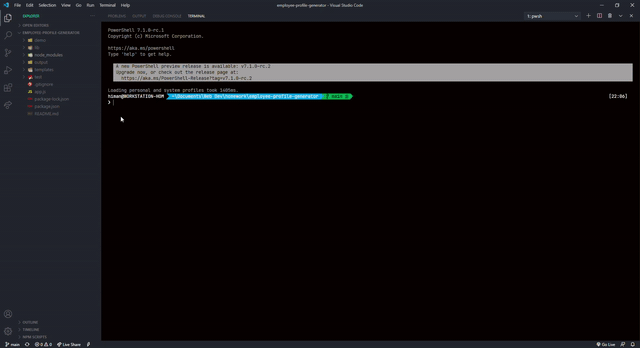 File Edit Selection View Go Run Terminal Help
employee-profile-generator - Visual Studio Code
EXPLORER
PROBLEMS OUTPUT DEBUG CONSOLE TERMINAL
1: pwsh
OPEN EDITORS
EMPLOYEE-PROFILE-GENERATOR
demo
lib
node_modules
output
templates
test
.gitignore
app.js
package-lock.json
package.json
README.md
PowerShell 7.1.0-rc.1
Copyright (c) Microsoft Corporation.
https://aka.ms/powershell
Type 'help' to get help.
A new PowerShell preview release is available: v7.1.0-rc.2
Upgrade now, or check out the release page at:
https://aka.ms/PowerShell-Release?tag=v7.1.0-rc.2
Loading personal and system profiles took 1408ms.
~\Documents\Web Dev\homework\employee-profile-generator main
[22:06]
OUTLINE
TIMELINE
NPM SCRIPTS
main
0 0
Live Share
Go Live